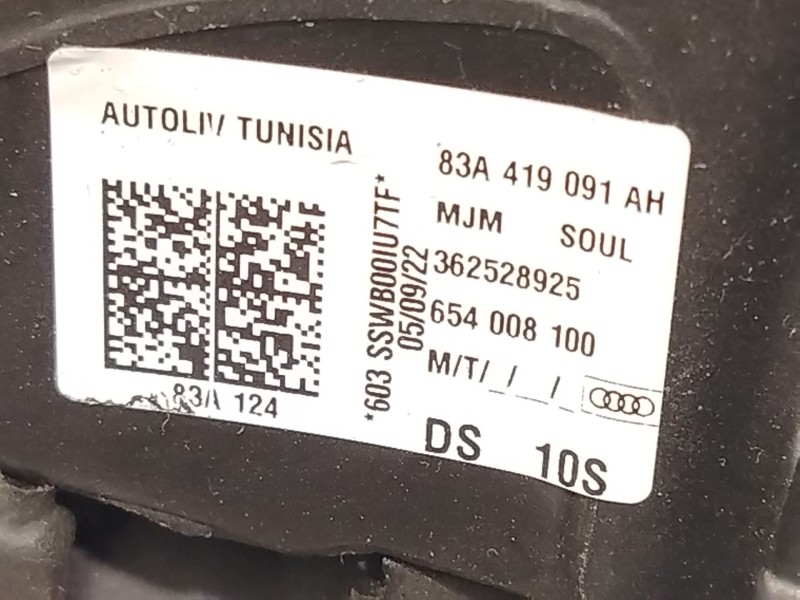 AUTOLIV TUNISIA
83A 124
*603 SSWB00IU7TF*
05/09/22
83A 419 091 AH
MJM SOUL
362528925
654 008 100
M/T/_/_/_
DS 10S